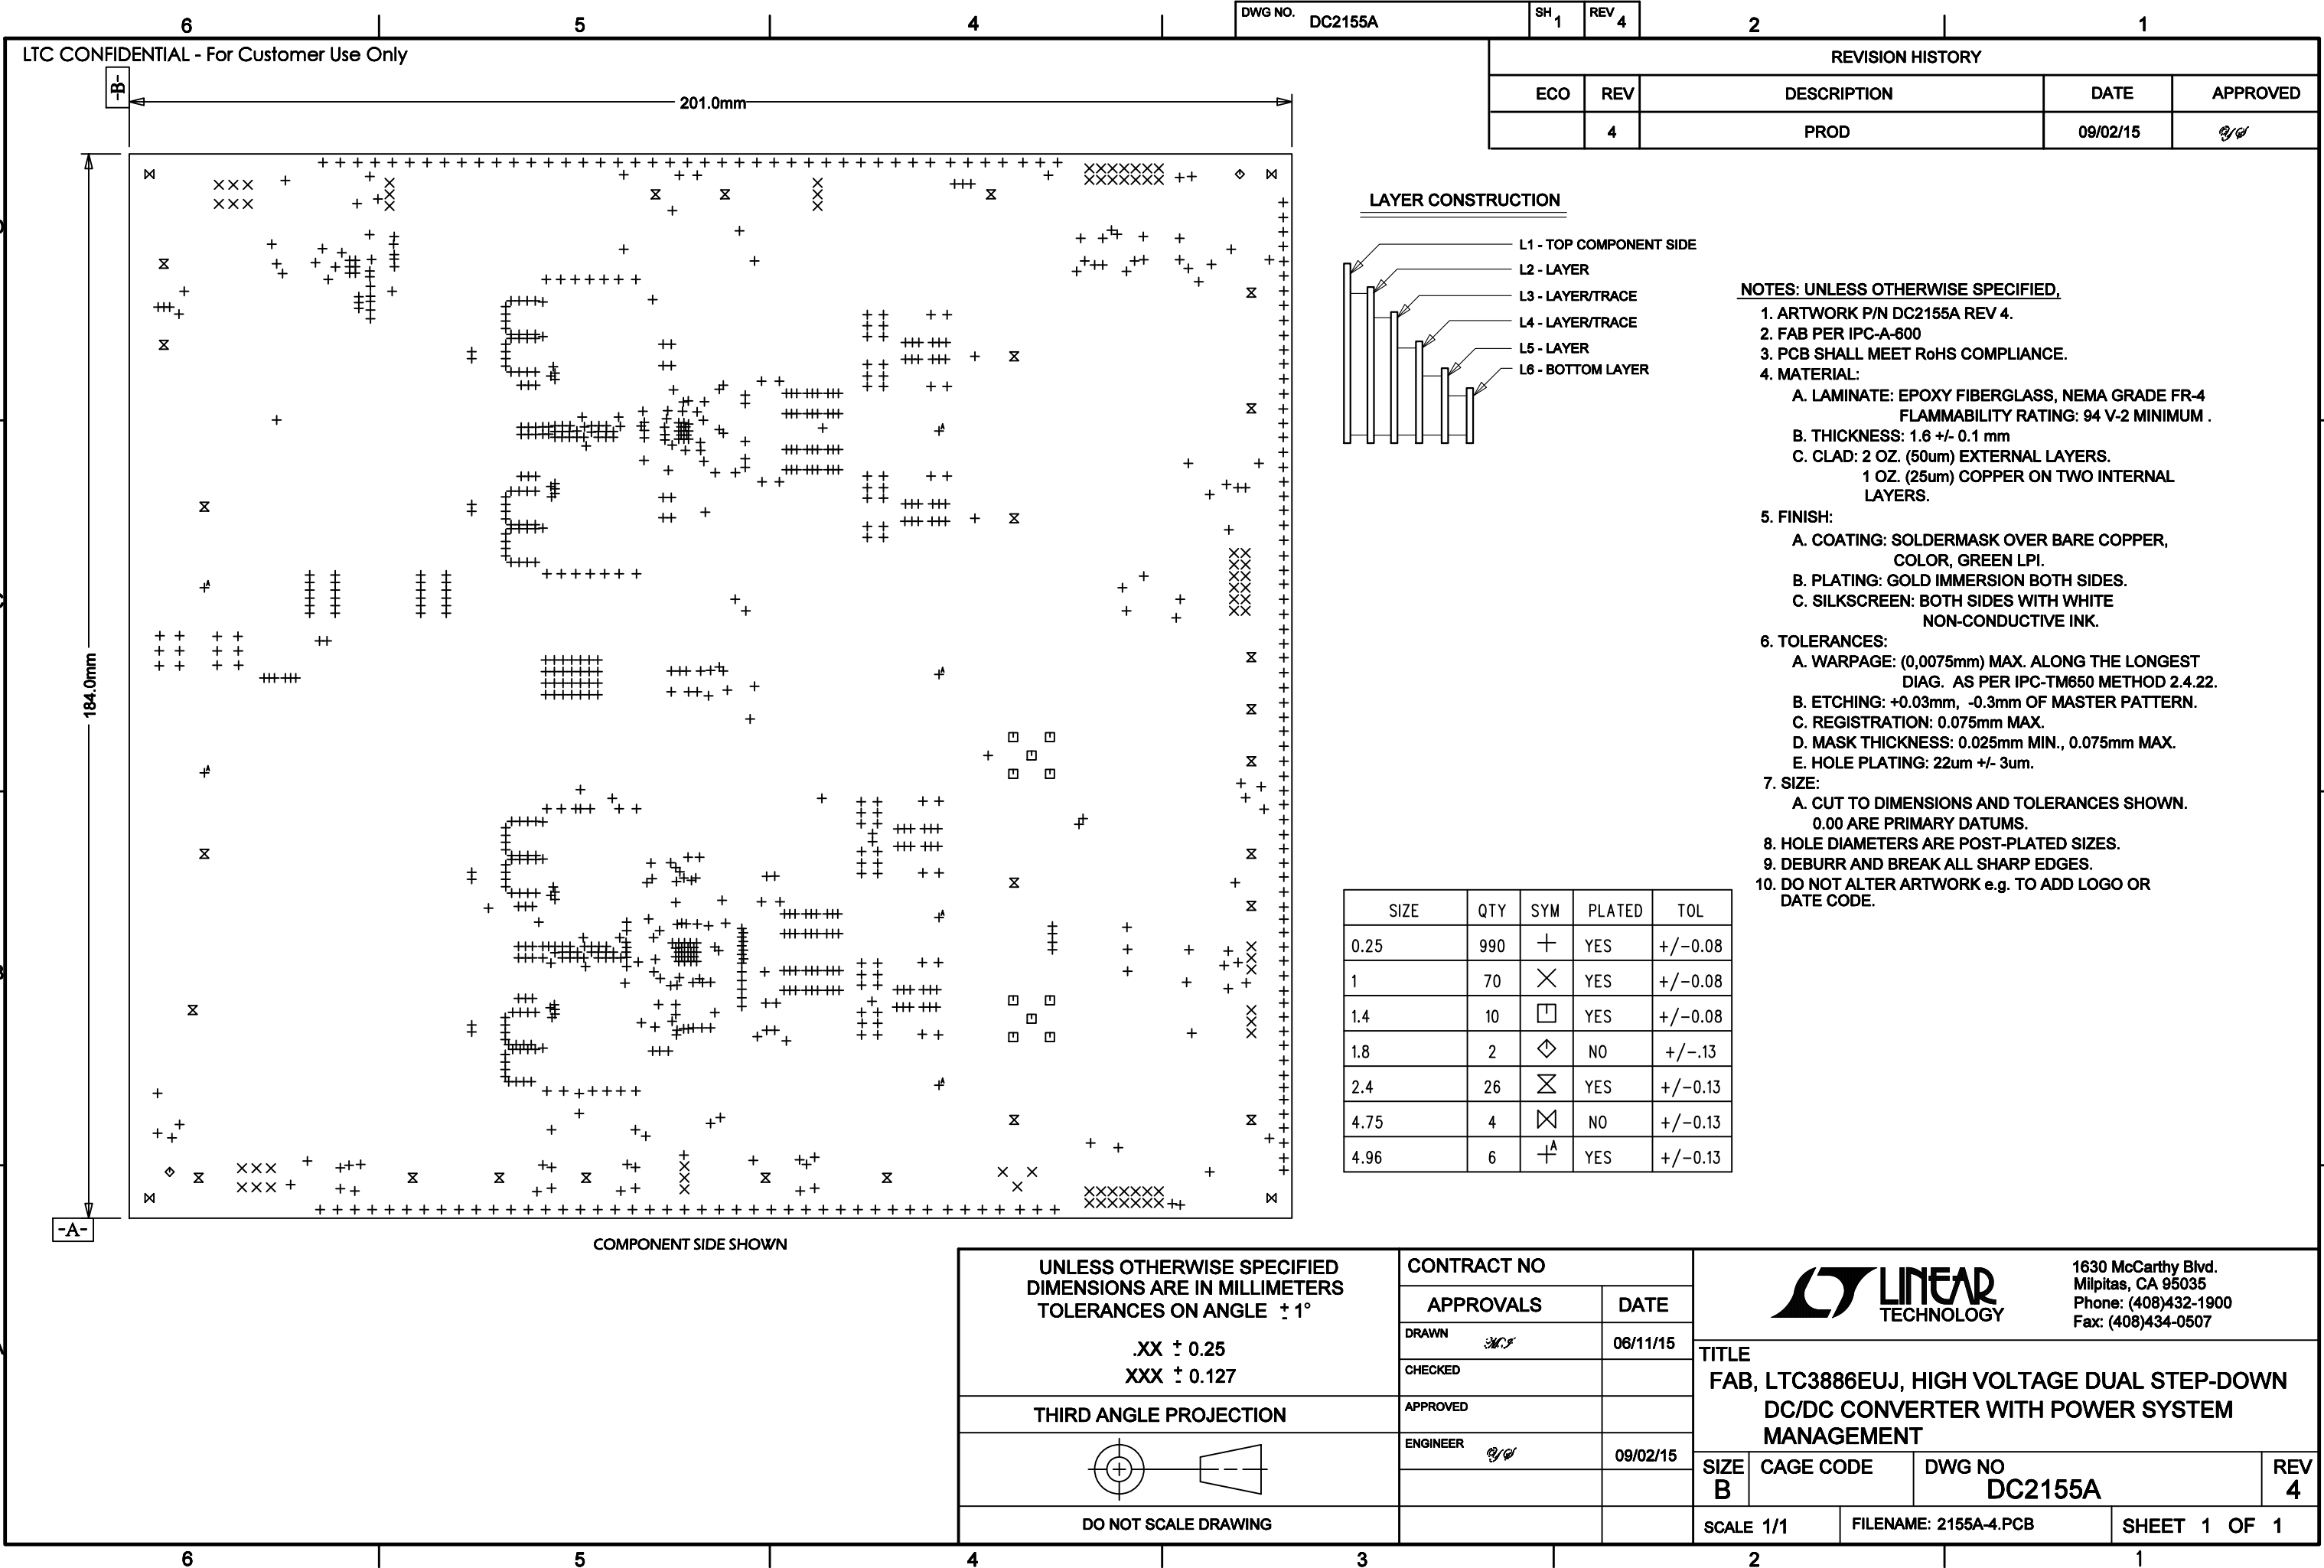 6 5 4 2 1
DWG NO. DC2155A SH 1 REV 4
LTC CONFIDENTIAL - For Customer Use Only
-B-
201.0mm
184.0mm
-A-
COMPONENT SIDE SHOWN
REVISION HISTORY
ECO REV DESCRIPTION DATE APPROVED
4 PROD 09/02/15
LAYER CONSTRUCTION
L1 - TOP COMPONENT SIDE
L2 - LAYER
L3 - LAYER/TRACE
L4 - LAYER/TRACE
L5 - LAYER
L6 - BOTTOM LAYER
NOTES: UNLESS OTHERWISE SPECIFIED,
1. ARTWORK P/N DC2155A REV 4.
2. FAB PER IPC-A-600
3. PCB SHALL MEET RoHS COMPLIANCE.
4. MATERIAL:
A. LAMINATE: EPOXY FIBERGLASS, NEMA GRADE FR-4
FLAMMABILITY RATING: 94 V-2 MINIMUM .
B. THICKNESS: 1.6 +/- 0.1 mm
C. CLAD: 2 OZ. (50um) EXTERNAL LAYERS.
1 OZ. (25um) COPPER ON TWO INTERNAL
LAYERS.
5. FINISH:
A. COATING: SOLDERMASK OVER BARE COPPER,
COLOR, GREEN LPI.
B. PLATING: GOLD IMMERSION BOTH SIDES.
C. SILKSCREEN: BOTH SIDES WITH WHITE
NON-CONDUCTIVE INK.
6. TOLERANCES:
A. WARPAGE: (0,0075mm) MAX. ALONG THE LONGEST
DIAG. AS PER IPC-TM650 METHOD 2.4.22.
B. ETCHING: +0.03mm, -0.3mm OF MASTER PATTERN.
C. REGISTRATION: 0.075mm MAX.
D. MASK THICKNESS: 0.025mm MIN., 0.075mm MAX.
E. HOLE PLATING: 22um +/- 3um.
7. SIZE:
A. CUT TO DIMENSIONS AND TOLERANCES SHOWN.
0.00 ARE PRIMARY DATUMS.
8. HOLE DIAMETERS ARE POST-PLATED SIZES.
9. DEBURR AND BREAK ALL SHARP EDGES.
10. DO NOT ALTER ARTWORK e.g. TO ADD LOGO OR
DATE CODE.
SIZE QTY SYM PLATED TOL
0.25 990 YES +/-0.08
1 70 YES +/-0.08
1.4 10 YES +/-0.08
1.8 2 NO +/-.13
2.4 26 YES +/-0.13
4.75 4 NO +/-0.13
4.96 6 A YES +/-0.13
UNLESS OTHERWISE SPECIFIED
DIMENSIONS ARE IN MILLIMETERS
TOLERANCES ON ANGLE ± 1°
.XX ± 0.25
XXX ± 0.127
THIRD ANGLE PROJECTION
DO NOT SCALE DRAWING
CONTRACT NO
APPROVALS DATE
DRAWN 06/11/15
CHECKED
APPROVED
ENGINEER 09/02/15
LINEAR
TECHNOLOGY
1630 McCarthy Blvd.
Milpitas, CA 95035
Phone: (408)432-1900
Fax: (408)434-0507
TITLE
FAB, LTC3886EUJ, HIGH VOLTAGE DUAL STEP-DOWN
DC/DC CONVERTER WITH POWER SYSTEM
MANAGEMENT
SIZE B CAGE CODE DWG NO DC2155A REV 4
SCALE 1/1 FILENAME: 2155A-4.PCB SHEET 1 OF 1
6 5 4 3 2 1